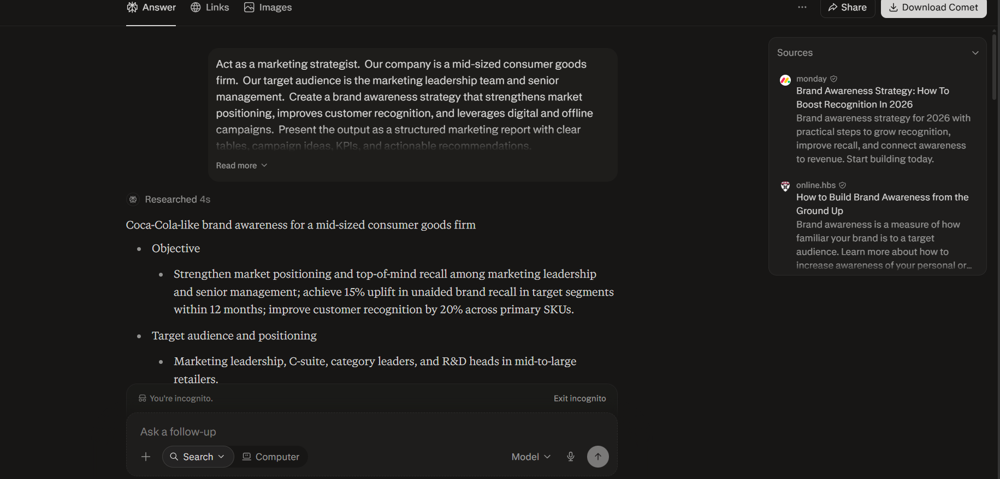 Answer
Links
Images
Share
Download Comet
Act as a marketing strategist. Our company is a mid-sized consumer goods
firm. Our target audience is the marketing leadership team and senior
management. Create a brand awareness strategy that strengthens market
positioning, improves customer recognition, and leverages digital and offline
campaigns. Present the output as a structured marketing report with clear
tables, campaign ideas, KPIs, and actionable recommendations.
Read more
Researched 4s
Coca-Cola-like brand awareness for a mid-sized consumer goods firm
• Objective
• Strengthen market positioning and top-of-mind recall among marketing leadership
and senior management; achieve 15% uplift in unaided brand recall in target segments
within 12 months; improve customer recognition by 20% across primary SKUs.
• Target audience and positioning
• Marketing leadership, C-suite, category leaders, and R&D heads in mid-to-large
retailers.
You're incognito.
Exit incognito
Ask a follow-up
Search
Computer
Model
Sources
monday
Brand Awareness Strategy: How To
Boost Recognition In 2026
Brand awareness strategy for 2026 with
practical steps to grow recognition,
improve recall, and connect awareness
to revenue. Start building today.
online.hbs
How to Build Brand Awareness from the
Ground Up
Brand awareness is a measure of how
familiar your brand is to a target
audience. Learn more about how to
increase awareness of your personal or...